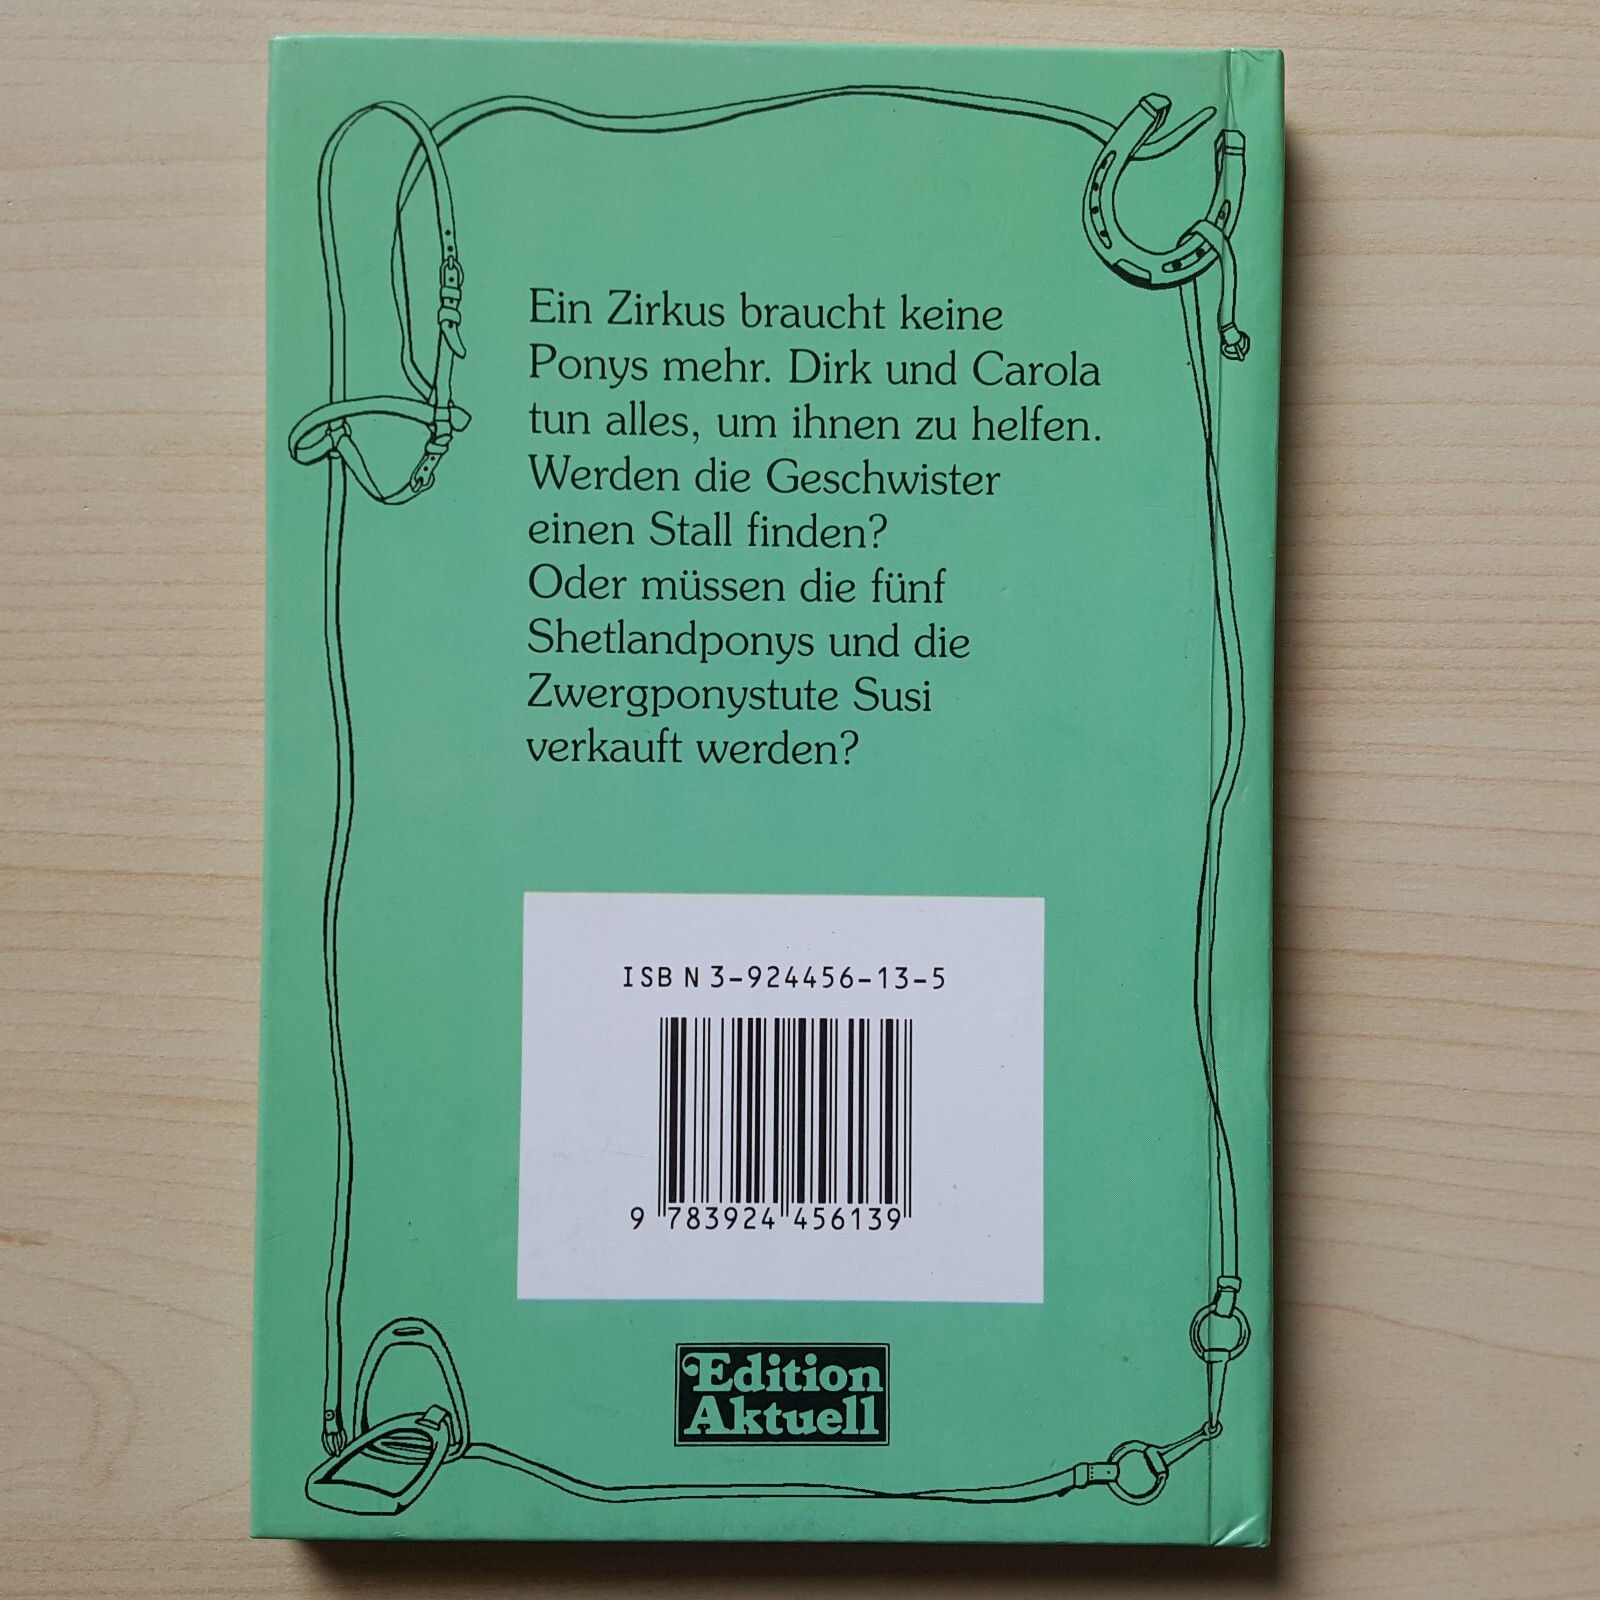 Ein Zirkus braucht keine
Ponys mehr. Dirk und Carola
tun alles, um ihnen zu helfen.
Werden die Geschwister
einen Stall finden?
Oder müssen die fünf
Shetlandponys und die
Zwergponystute Susi
verkauft werden?
ISBN 3-924456-13-5
9 783924 456139
Edition
Aktuell